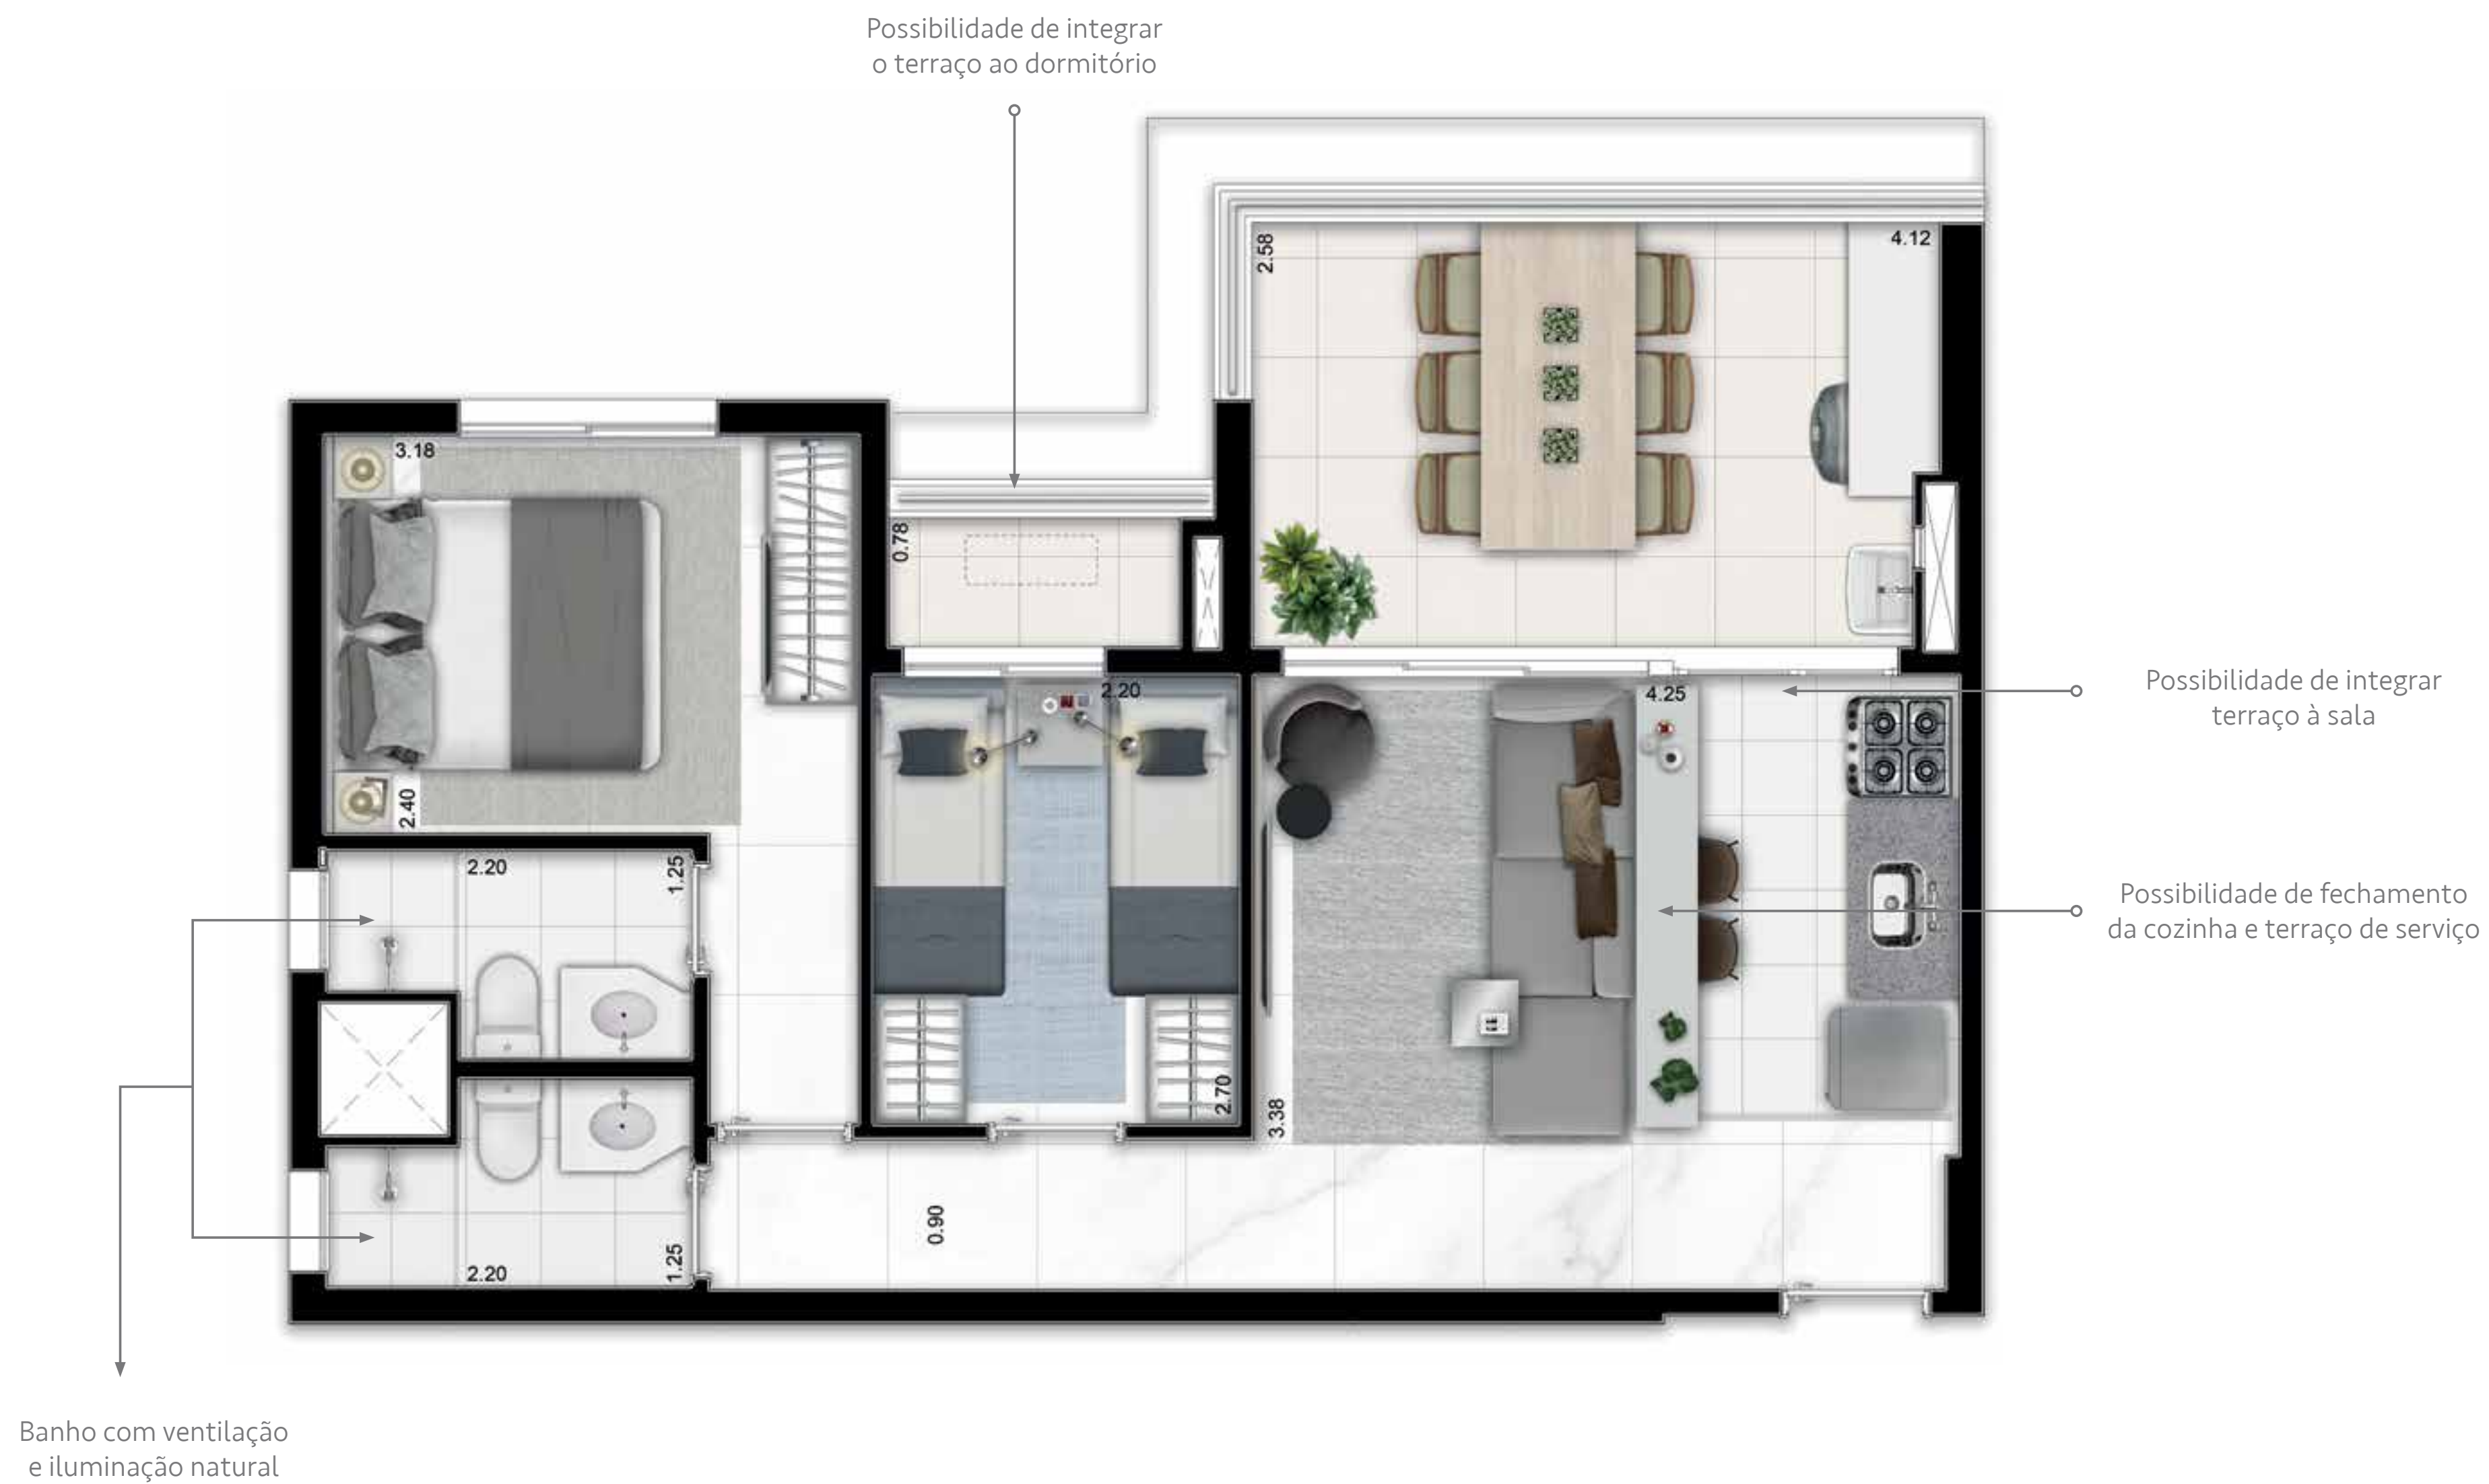 Possibilidade de integrar
o terraço ao dormitório
2.58
4.12
3.18
0.78
2.20
4.25
Possibilidade de integrar
terraço à sala
2.40
2.20
1.25
Possibilidade de fechamento
da cozinha e terraço de serviço
2.70
3.38
0.90
1.25
2.20
Banho com ventilação
e iluminação natural